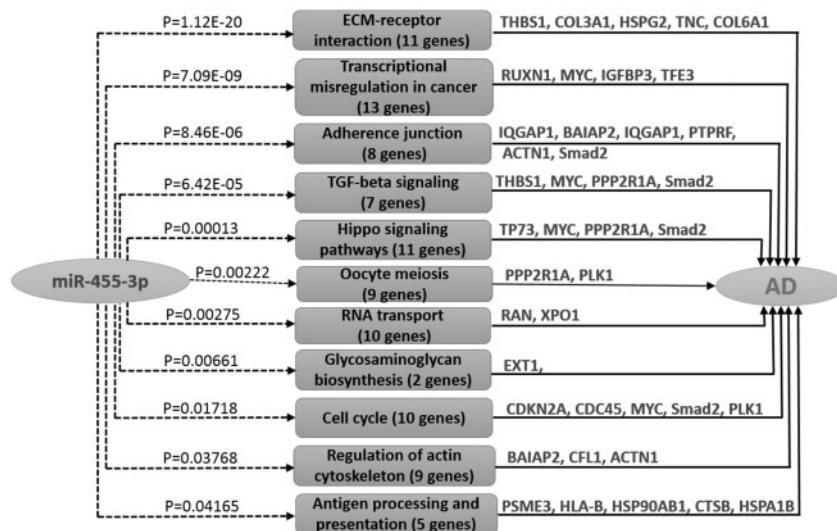 P=1.12E-20
ECM-receptor
interaction (11 genes)
THBS1, COL3A1, HSPG2, TNC, COL6A1
P=7.09E-09
Transcriptional
misregulation in cancer
(13 genes)
RUXN1, MYC, IGFBP3, TFE3
P=8.46E-06
Adherence junction
(8 genes)
IQGAP1, BAIAP2, IQGAP1, PTPRF,
ACTN1, Smad2
P=6.42E-05
TGF-beta signaling
(7 genes)
THBS1, MYC, PPP2R1A, Smad2
P=0.00013
Hippo signaling
pathways (11 genes)
TP73, MYC, PPP2R1A, Smad2
miR-455-3p
P=0.00222
Oocyte meiosis
(9 genes)
PPP2R1A, PLK1
AD
P=0.00275
RNA transport
(10 genes)
RAN, XPO1
P=0.00661
Glycosaminoglycan
biosynthesis (2 genes)
EXT1,
P=0.01718
Cell cycle (10 genes)
CDKN2A, CDC45, MYC, Smad2, PLK1
P=0.03768
Regulation of actin
cytoskeleton (9 genes)
BAIAP2, CFL1, ACTN1
P=0.04165
Antigen processing and
presentation (5 genes)
PSME3, HLA-B, HSP90AB1, CTSB, HSPA1B